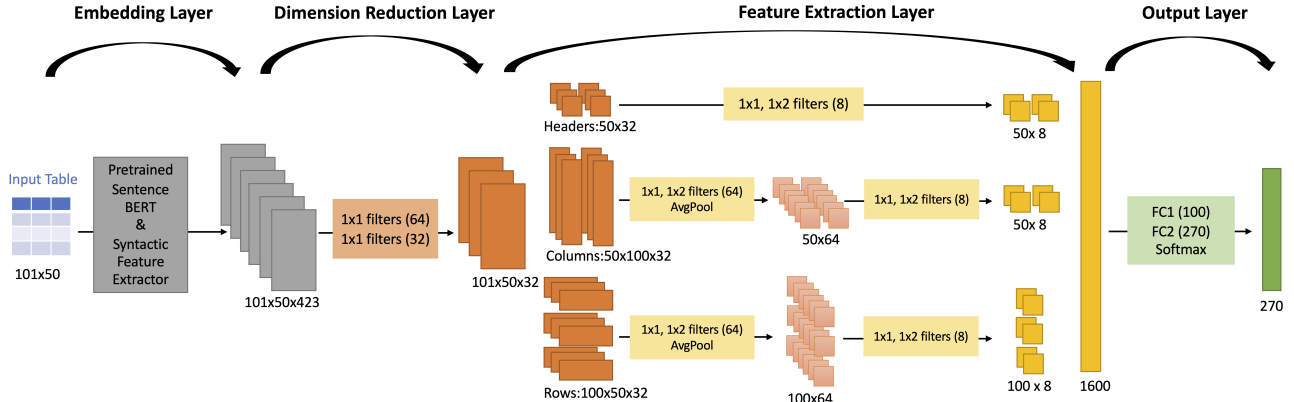 Embedding Layer
Dimension Reduction Layer
Feature Extraction Layer
Output Layer
Input Table
101x50
Pretrained
Sentence
BERT
&
Syntactic
Feature
Extractor
101x50x423
1x1 filters (64)
1x1 filters (32)
101x50x32
Headers:50x32
1x1, 1x2 filters (8)
50x 8
Columns:50x100x32
1x1, 1x2 filters (64)
AvgPool
50x64
1x1, 1x2 filters (8)
50x 8
Rows:100x50x32
1x1, 1x2 filters (64)
AvgPool
100x64
1x1, 1x2 filters (8)
100 x 8
1600
FC1 (100)
FC2 (270)
Softmax
270